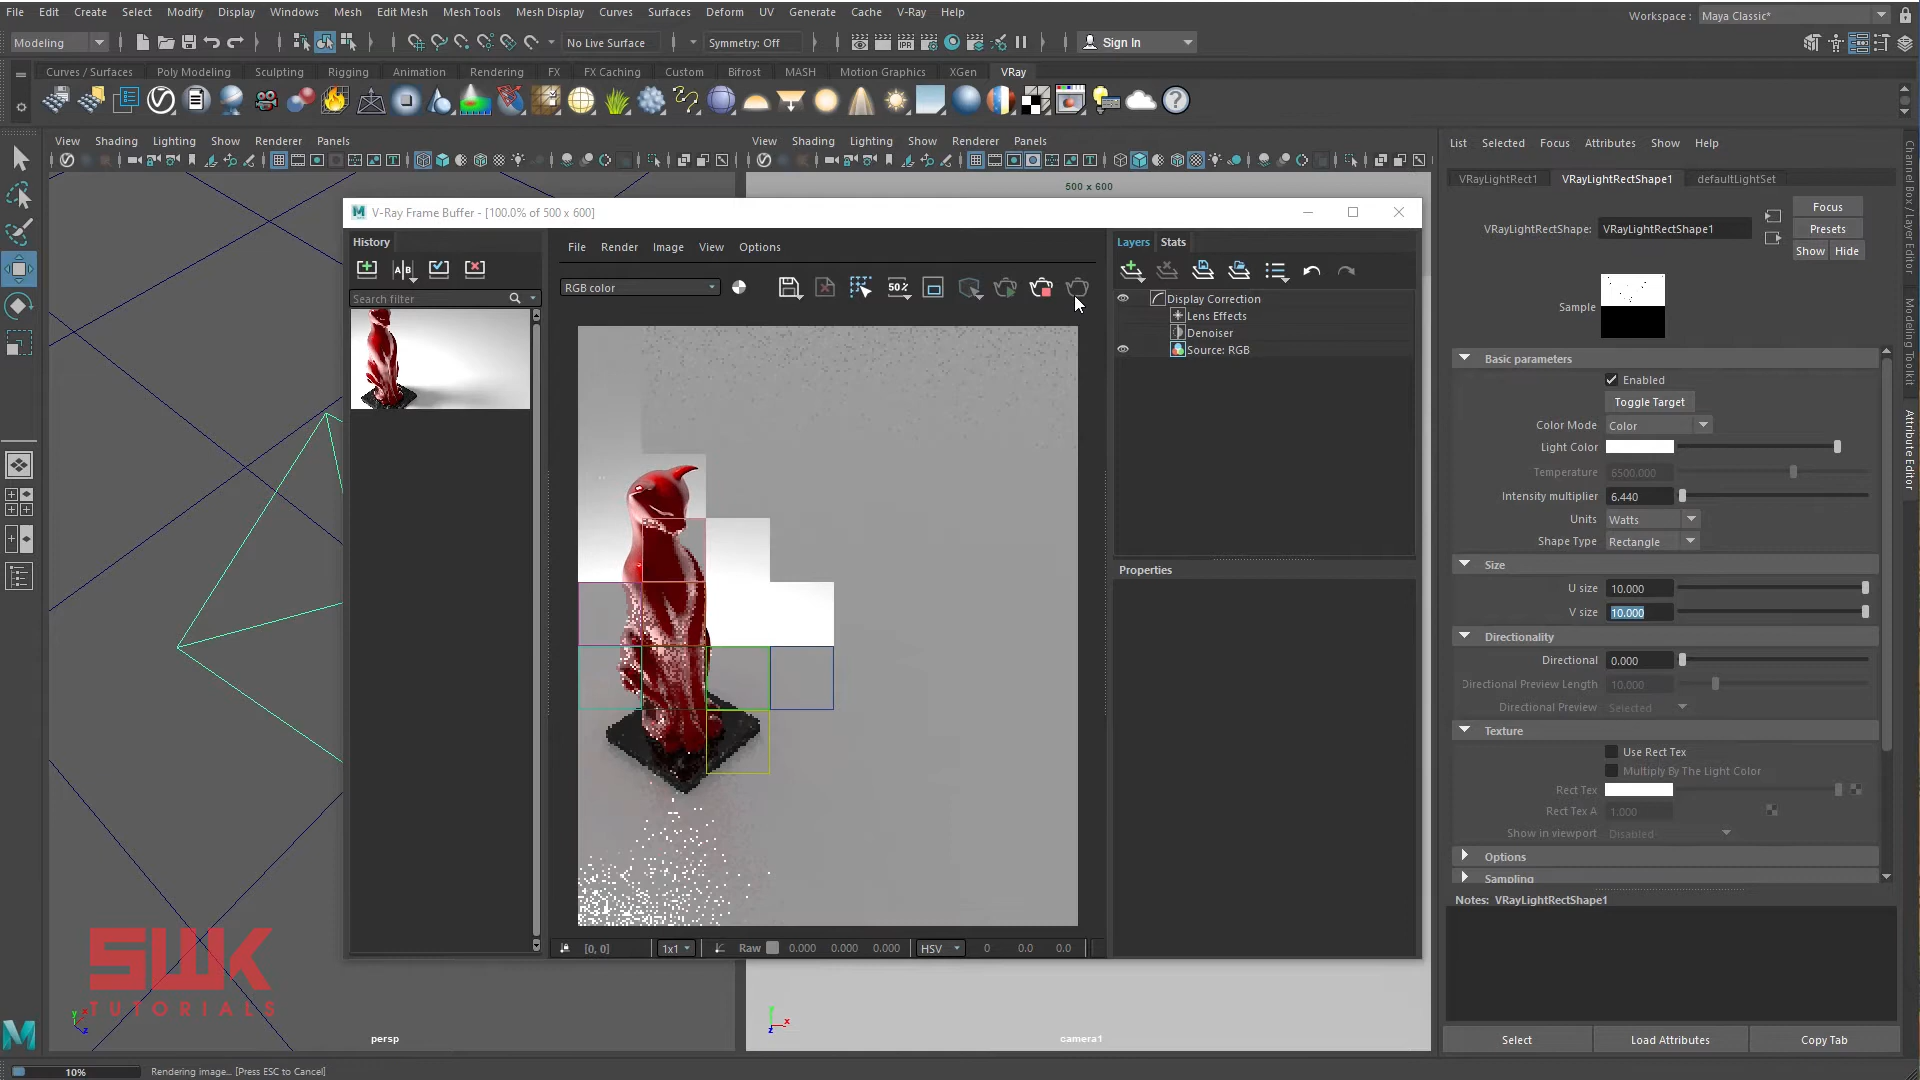 File Edit Create Select Modify Display Windows Mesh Edit Mesh Mesh Tools Mesh Display Curves Surfaces Deform UV Generate Cache V-Ray Help
Workspace : Maya Classic*
Modeling No Live Surface Symmetry: Off Sign In
Curves / Surfaces Poly Modeling Sculpting Rigging Animation Rendering FX FX Caching Custom Bifrost MASH Motion Graphics XGen VRay
View Shading Lighting Show Renderer Panels
View Shading Lighting Show Renderer Panels
500 x 600
V-Ray Frame Buffer - [100.0% of 500 x 600]
History
A B
Search filter
File Render Image View Options
RGB color
50%
Layers Stats
Display Correction
Lens Effects
Denoiser
Source: RGB
Properties
[0, 0] 1x1 Raw 0.000 0.000 0.000 HSV 0 0.0 0.0
List Selected Focus Attributes Show Help
VRayLightRect1 VRayLightRectShape1 defaultLightSet
VRayLightRectShape: VRayLightRectShape1
Focus
Presets
Show Hide
Sample
Basic parameters
Enabled
Toggle Target
Color Mode Color
Light Color
Temperature 6500.000
Intensity multiplier 6.440
Units Watts
Shape Type Rectangle
Size
U size 10.000
V size 10.000
Directionality
Directional 0.000
Directional Preview Length 10.000
Directional Preview Selected
Texture
Use Rect Tex
Multiply By The Light Color
Rect Tex
Rect Tex A 1.000
Show in viewport Disabled
Options
Sampling
Notes: VRayLightRectShape1
Select Load Attributes Copy Tab
Channel Box / Layer Editor
Modeling Toolkit
Attribute Editor
SWK
TUTORIALS
y x z
persp
y x z
camera1
10% Rendering image... [Press ESC to Cancel]